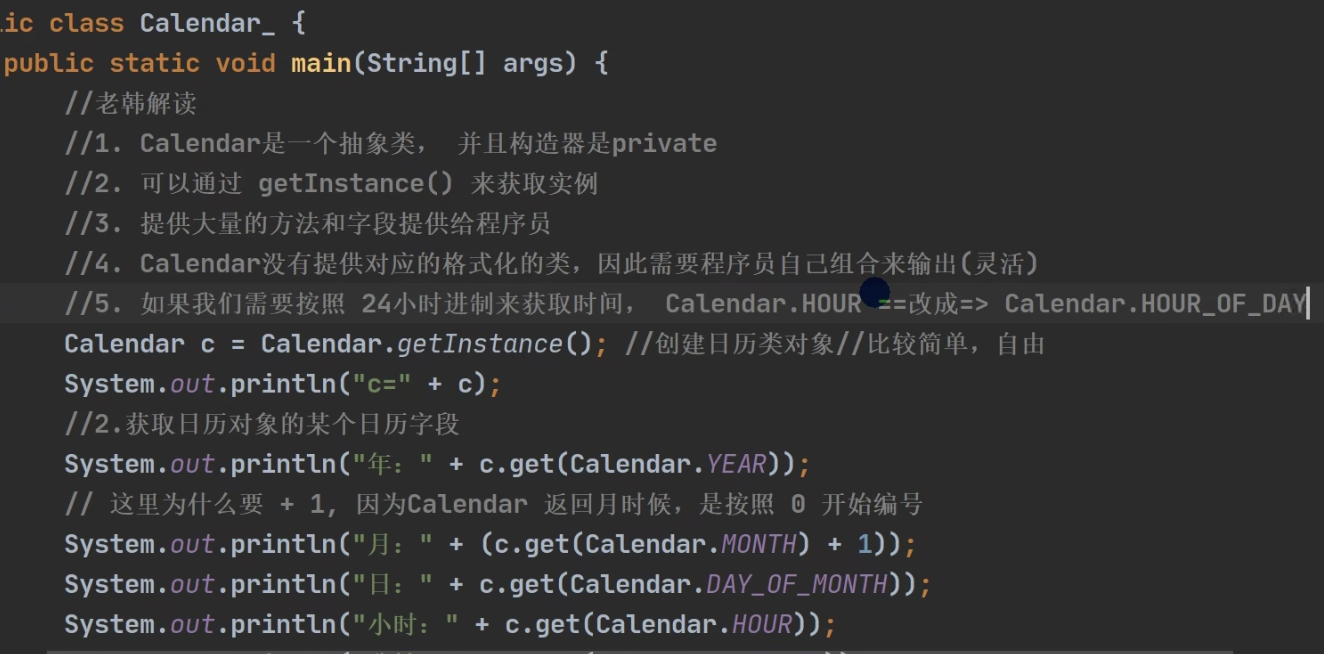 ic class Calendar_ {
public static void main(String[] args) {
//老韩解读
//1. Calendar是一个抽象类， 并且构造器是private
//2. 可以通过 getInstance() 来获取实例
//3. 提供大量的方法和字段提供给程序员
//4. Calendar没有提供对应的格式化的类，因此需要程序员自己组合来输出(灵活)
//5. 如果我们需要按照 24小时进制来获取时间， Calendar.HOUR ==改成=> Calendar.HOUR_OF_DAY
Calendar c = Calendar.getInstance(); //创建日历类对象//比较简单，自由
System.out.println("c=" + c);
//2.获取日历对象的某个日历字段
System.out.println("年：" + c.get(Calendar.YEAR));
// 这里为什么要 + 1, 因为Calendar 返回月时候，是按照 0 开始编号
System.out.println("月：" + (c.get(Calendar.MONTH) + 1));
System.out.println("日：" + c.get(Calendar.DAY_OF_MONTH));
System.out.println("小时：" + c.get(Calendar.HOUR));